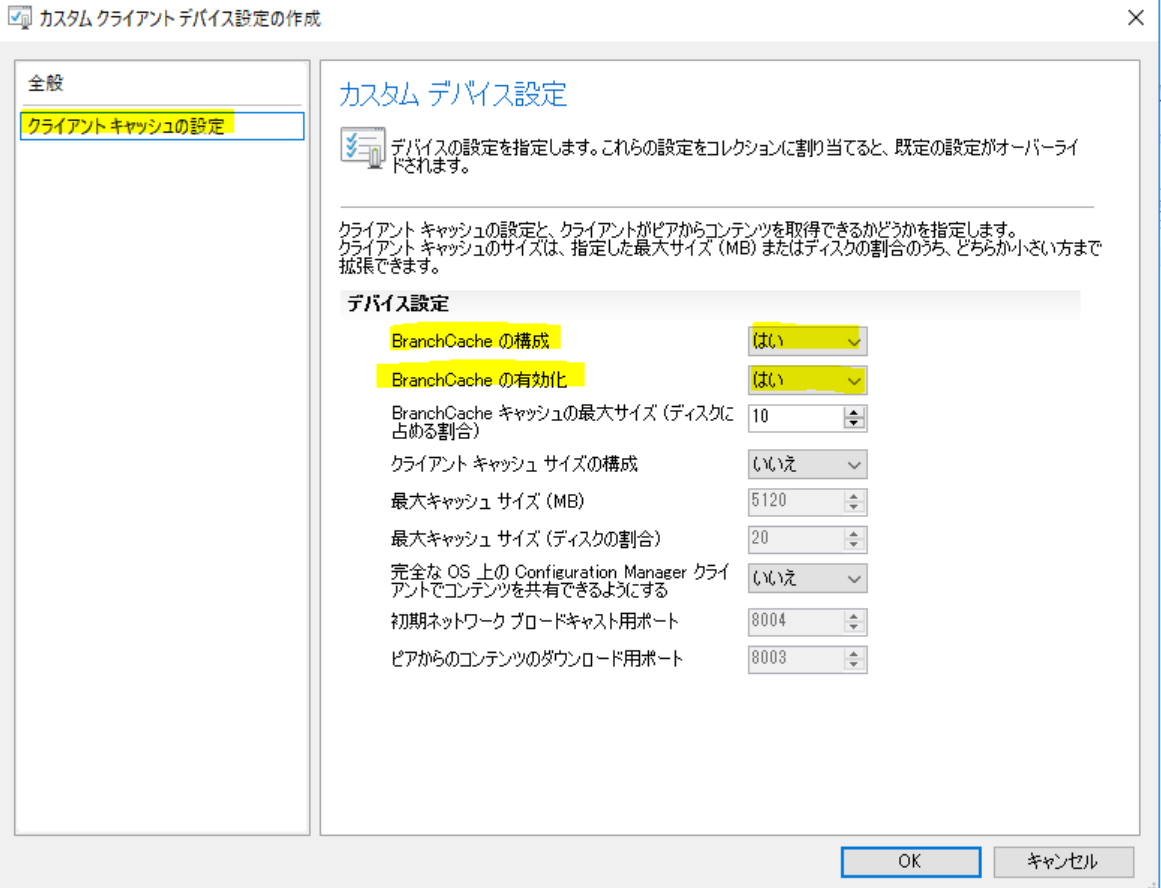 カスタム クライアント デバイス設定の作成
全般
クライアント キャッシュの設定
カスタム デバイス設定
デバイスの設定を指定します。これらの設定をコレクションに割り当てると、既定の設定がオーバーライ
ドされます。
クライアント キャッシュの設定と、クライアントがピアからコンテンツを取得できるかどうかを指定します。
クライアント キャッシュのサイズは、指定した最大サイズ (MB) またはディスクの割合のうち、どちらか小さい方まで
拡張できます。
デバイス設定
BranchCache の構成 はい
BranchCache の有効化 はい
BranchCache キャッシュの最大サイズ (ディスクに
占める割合) 10
クライアント キャッシュ サイズの構成 いいえ
最大キャッシュ サイズ (MB) 5120
最大キャッシュ サイズ (ディスクの割合) 20
完全な OS 上の Configuration Manager クライ
アントでコンテンツを共有できるようにする いいえ
初期ネットワーク ブロードキャスト用ポート 8004
ピアからのコンテンツのダウンロード用ポート 8003
OK キャンセル